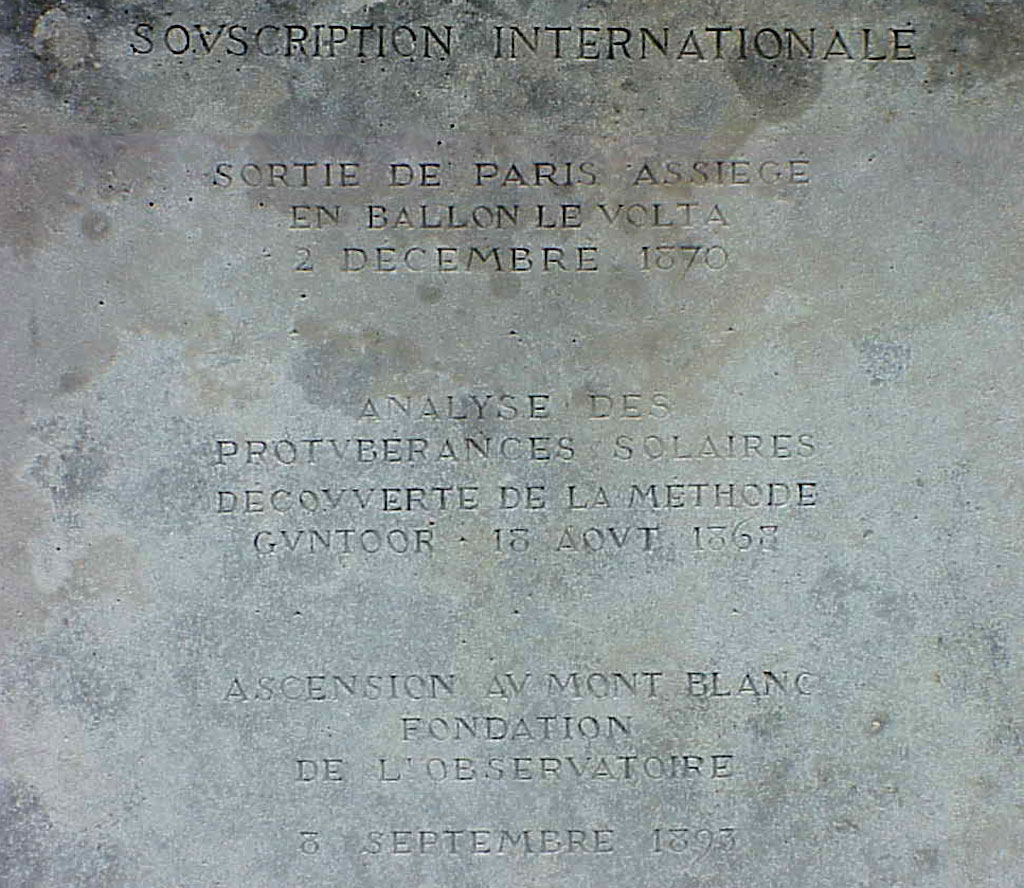 SOVSCRIPTION INTERNATIONALE
SORTIE DE PARIS ASSIEGE
EN BALLON LE VOLTA
2 DECEMBRE 1870
ANALYSE DES
PROTVBERANCES SOLAIRES
DECOVVERTE DE LA METHODE
GVNTOOR · 18 AOVT 1868
ASCENSION AV MONT BLANC
FONDATION
DE L'OBSERVATOIRE
8 SEPTEMBRE 1893